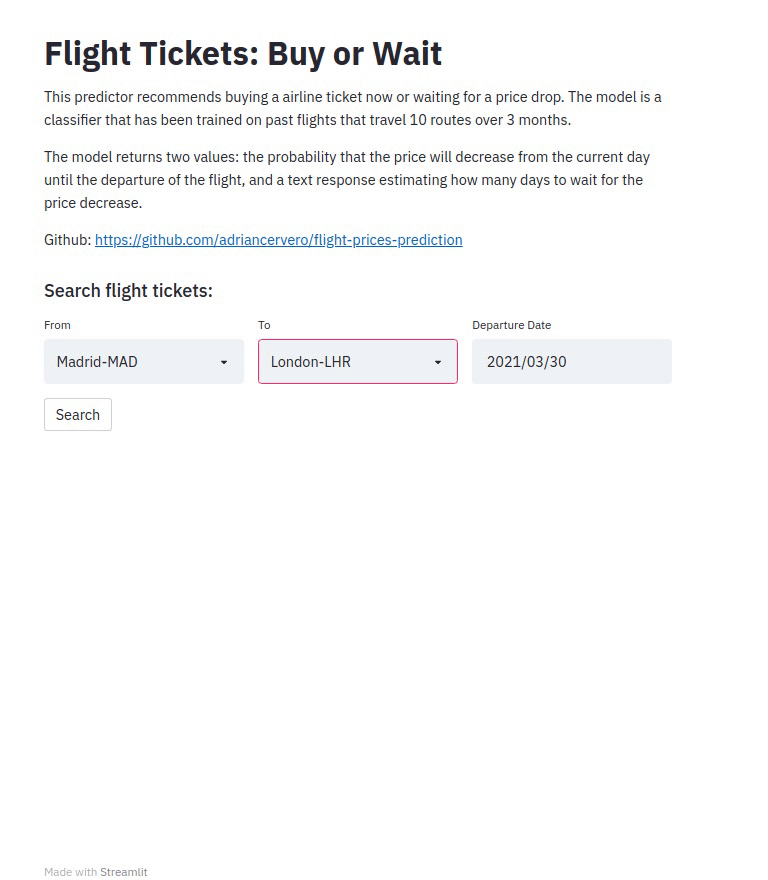 Flight Tickets: Buy or Wait
This predictor recommends buying a airline ticket now or waiting for a price drop. The model is a
classifier that has been trained on past flights that travel 10 routes over 3 months.
The model returns two values: the probability that the price will decrease from the current day
until the departure of the flight, and a text response estimating how many days to wait for the
price decrease.
Github: https://github.com/adriancervero/flight-prices-prediction
Search flight tickets:
From To Departure Date
Madrid-MAD London-LHR 2021/03/30
Search
Made with Streamlit